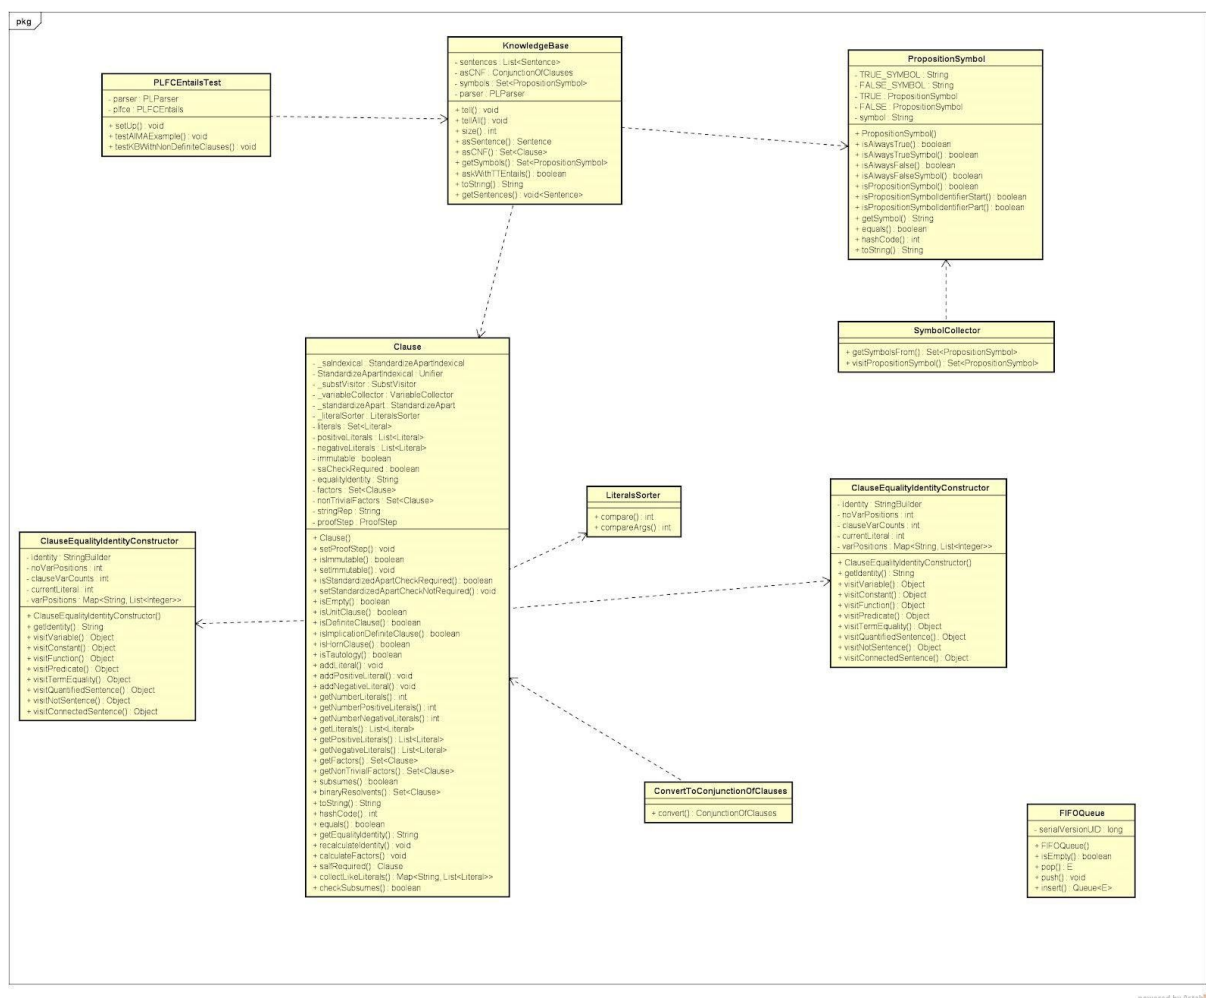 pkg
PLFCEntailsTest
- parser : PLParser
- plfce : PLFCEntails
+ setUp() : void
+ testAIMAExample() : void
+ testKBWithNonDefiniteClauses() : void
KnowledgeBase
- sentences : List<Sentence>
- asCNF : ConjunctionOfClauses
- symbols : Set<PropositionSymbol>
- parser : PLParser
+ tell() : void
+ tellAll() : void
+ size() : int
+ asSentence() : Sentence
+ asCNF() : Set<Clause>
+ getSymbols() : Set<PropositionSymbol>
+ askWithTTEntails() : boolean
+ toString() : String
+ getSentences() : void<Sentence>
PropositionSymbol
- TRUE_SYMBOL : String
- FALSE_SYMBOL : String
- TRUE : PropositionSymbol
- FALSE : PropositionSymbol
- symbol : String
+ PropositionSymbol()
+ isAlwaysTrue() : boolean
+ isAlwaysTrueSymbol() : boolean
+ isAlwaysFalse() : boolean
+ isAlwaysFalseSymbol() : boolean
+ isPropositionSymbol() : boolean
+ isPropositionSymbolIdentifierStart() : boolean
+ isPropositionSymbolIdentifierPart() : boolean
+ getSymbol() : String
+ equals() : boolean
+ hashCode() : int
+ toString() : String
SymbolCollector
+ getSymbolsFrom() : Set<PropositionSymbol>
+ visitPropositionSymbol() : Set<PropositionSymbol>
Clause
- _saIndexical : StandardizeApartIndexical
- StandardizeApartIndexical : Unifier
- _substVisitor : SubstVisitor
- _variableCollector : VariableCollector
- _standardizeApart : StandardizeApart
- _literalSorter : LiteralsSorter
- literals : Set<Literal>
- positiveLiterals : List<Literal>
- negativeLiterals : List<Literal>
- immutable : boolean
- saCheckRequired : boolean
- equalityIdentity : String
- factors : Set<Clause>
- nonTrivialFactors : Set<Clause>
- stringRep : String
- proofStep : ProofStep
+ Clause()
+ setProofStep() : void
+ isImmutable() : boolean
+ setImmutable() : void
+ isStandardizedApartCheckRequired() : boolean
+ setStandardizedApartCheckNotRequired() : void
+ isEmpty() : boolean
+ isUnitClause() : boolean
+ isDefiniteClause() : boolean
+ isImplicationDefiniteClause() : boolean
+ isHornClause() : boolean
+ isTautology() : boolean
+ addLiteral() : void
+ addPositiveLiteral() : void
+ addNegativeLiteral() : void
+ getNumberLiterals() : int
+ getNumberPositiveLiterals() : int
+ getNumberNegativeLiterals() : int
+ getLiterals() : List<Literal>
+ getPositiveLiterals() : List<Literal>
+ getNegativeLiterals() : List<Literal>
+ getFactors() : Set<Clause>
+ getNonTrivialFactors() : Set<Clause>
+ subsumes() : boolean
+ binaryResolvents() : Set<Clause>
+ toString() : String
+ hashCode() : int
+ equals() : boolean
+ getEqualityIdentity() : String
+ recalculateIdentity() : void
+ calculateFactors() : void
+ saIfRequired() : Clause
+ collectLikeLiterals() : Map<String, List<Literal>>
+ checkSubsumes() : boolean
LiteralsSorter
+ compare() : int
+ compareArgs() : int
ClauseEqualityIdentityConstructor
- identity : StringBuilder
- noVarPositions : int
- clauseVarCounts : int
- currentLiteral : int
- varPositions : Map<String, List<Integer>>
+ ClauseEqualityIdentityConstructor()
+ getIdentity() : String
+ visitVariable() : Object
+ visitConstant() : Object
+ visitFunction() : Object
+ visitPredicate() : Object
+ visitTermEquality() : Object
+ visitQuantifiedSentence() : Object
+ visitNotSentence() : Object
+ visitConnectedSentence() : Object
ClauseEqualityIdentityConstructor
- identity : StringBuilder
- noVarPositions : int
- clauseVarCounts : int
- currentLiteral : int
- varPositions : Map<String, List<Integer>>
+ ClauseEqualityIdentityConstructor()
+ getIdentity() : String
+ visitVariable() : Object
+ visitConstant() : Object
+ visitFunction() : Object
+ visitPredicate() : Object
+ visitTermEquality() : Object
+ visitQuantifiedSentence() : Object
+ visitNotSentence() : Object
+ visitConnectedSentence() : Object
ConvertToConjunctionOfClauses
+ convert() : ConjunctionOfClauses
FIFOQueue
- serialVersionUID : long
+ FIFOQueue()
+ isEmpty() : boolean
+ pop() : E
+ push() : void
+ insert() : Queue<E>